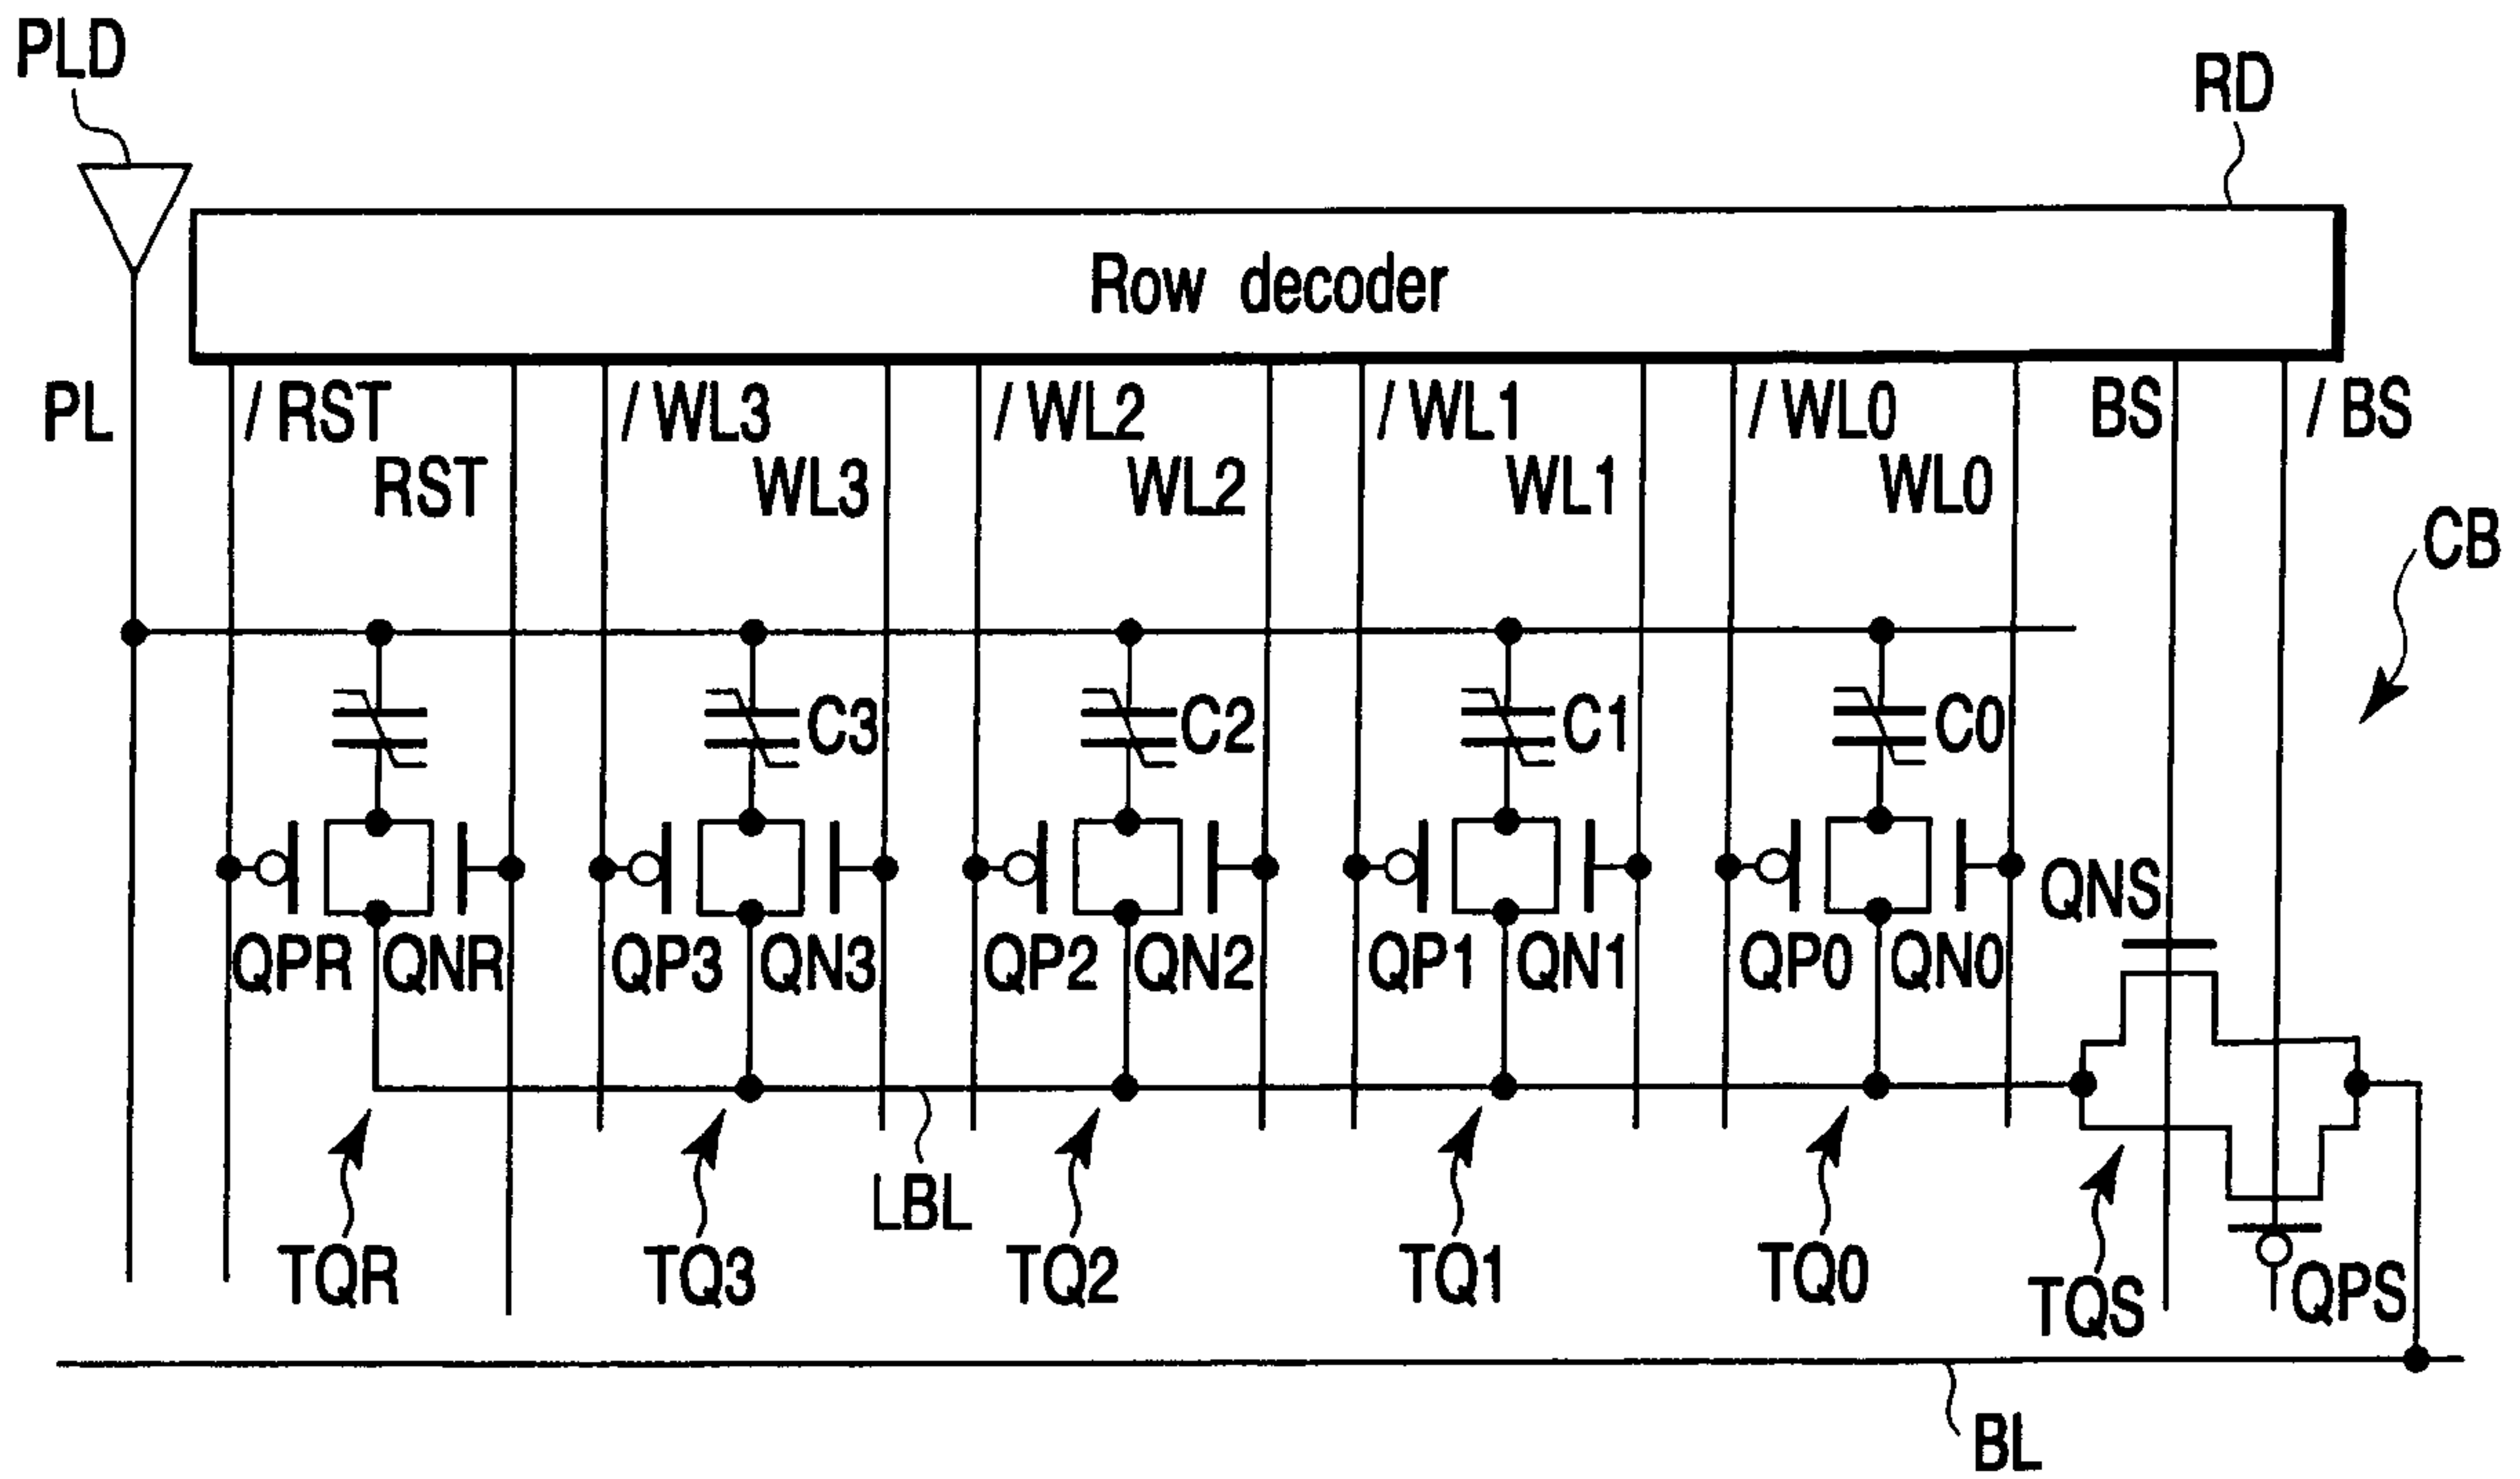 PLD
RD
Row decoder
PL
/RST
/WL3
/WL2
/WL1
/WL0
BS
/BS
RST
WL3
WL2
WL1
WL0
CB
C3
C2
C1
C0
QNS
QPR
QNR
QP3
QN3
QP2
QN2
QP1
QN1
QP0
QN0
LBL
TQR
TQ3
TQ2
TQ1
TQ0
TQS
QPS
BL